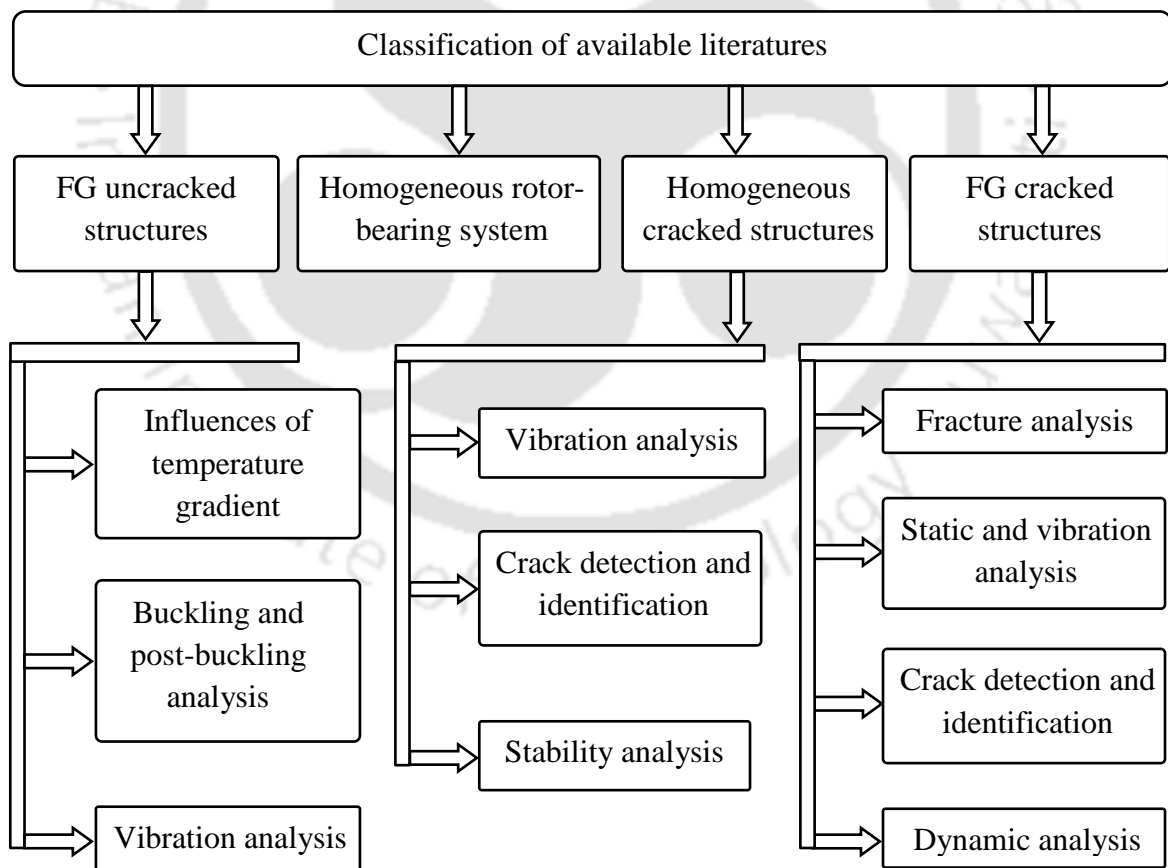 Classification of available literatures
FG uncracked
structures
Homogeneous rotor-
bearing system
Homogeneous
cracked structures
FG cracked
structures
Influences of
temperature
gradient
Buckling and
post-buckling
analysis
Vibration analysis
Vibration analysis
Crack detection and
identification
Stability analysis
Fracture analysis
Static and vibration
analysis
Crack detection and
identification
Dynamic analysis